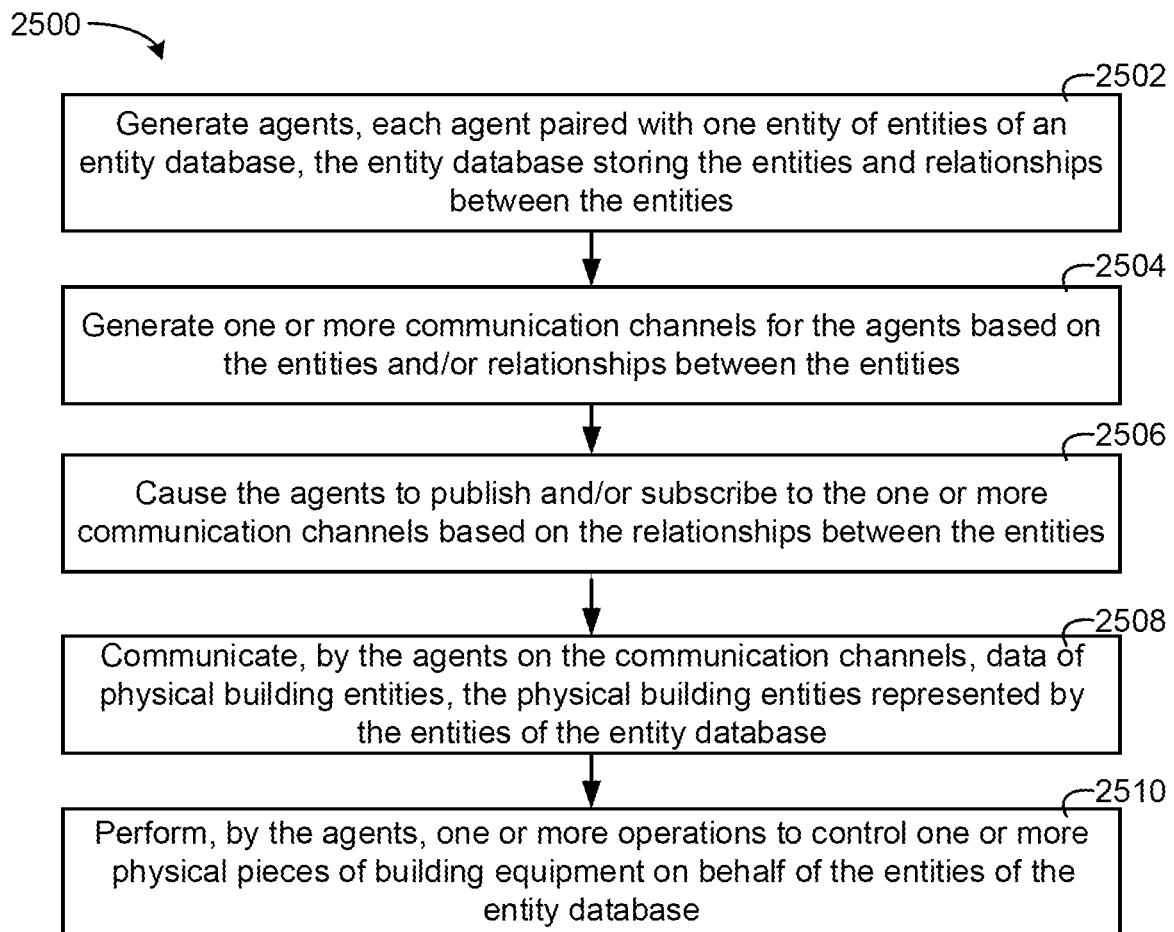 2500
2502
Generate agents, each agent paired with one entity of entities of an
entity database, the entity database storing the entities and relationships
between the entities
2504
Generate one or more communication channels for the agents based on
the entities and/or relationships between the entities
2506
Cause the agents to publish and/or subscribe to the one or more
communication channels based on the relationships between the entities
2508
Communicate, by the agents on the communication channels, data of
physical building entities, the physical building entities represented by
the entities of the entity database
2510
Perform, by the agents, one or more operations to control one or more
physical pieces of building equipment on behalf of the entities of the
entity database